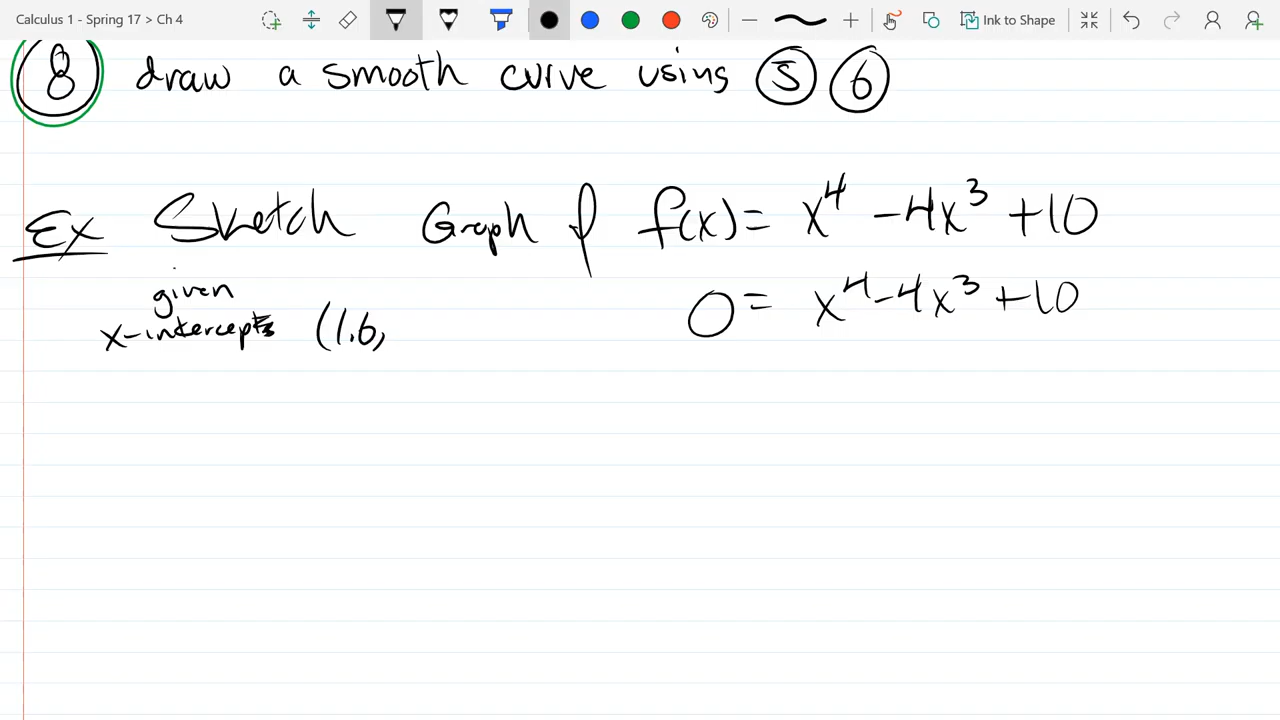 Calculus 1 - Spring 17 > Ch 4
Ink to Shape
8 draw a smooth curve using 5 6
Ex Sketch Graph of f(x) = x⁴ - 4x³ + 10
0 = x⁴ - 4x³ + 10
given
x-intercepts (1.6,